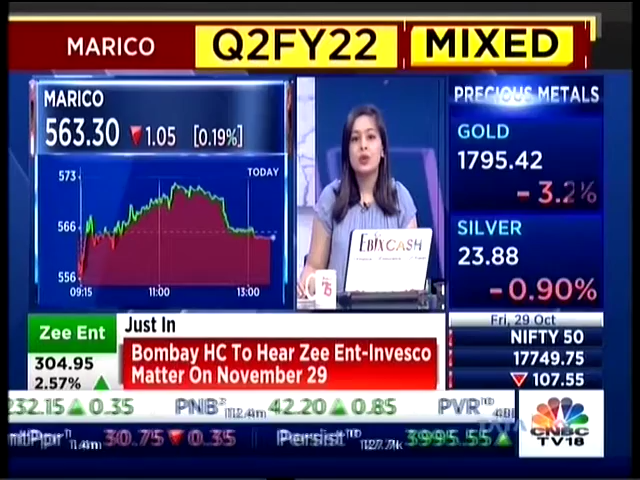 MARICO
Q2FY22
MIXED
MARICO
563.30 ▼1.05 [0.19%]
TODAY
573
566
556
09:15 11:00 13:00
EBIXCASH
PRECIOUS METALS
GOLD
1795.42
SILVER
23.88
-0.90%
Fri, 29 Oct
NIFTY 50
17749.75
▽ 107.55
Zee Ent
304.95
2.57% ▲
Just In
Bombay HC To Hear Zee Ent-Invesco
Matter On November 29
232.15 ▲ 0.35 PNB 42.20 ▲ 0.85 PVR
30.75 ▼ 0.35 Persist 3995.55 ▲
CNBC
TV18